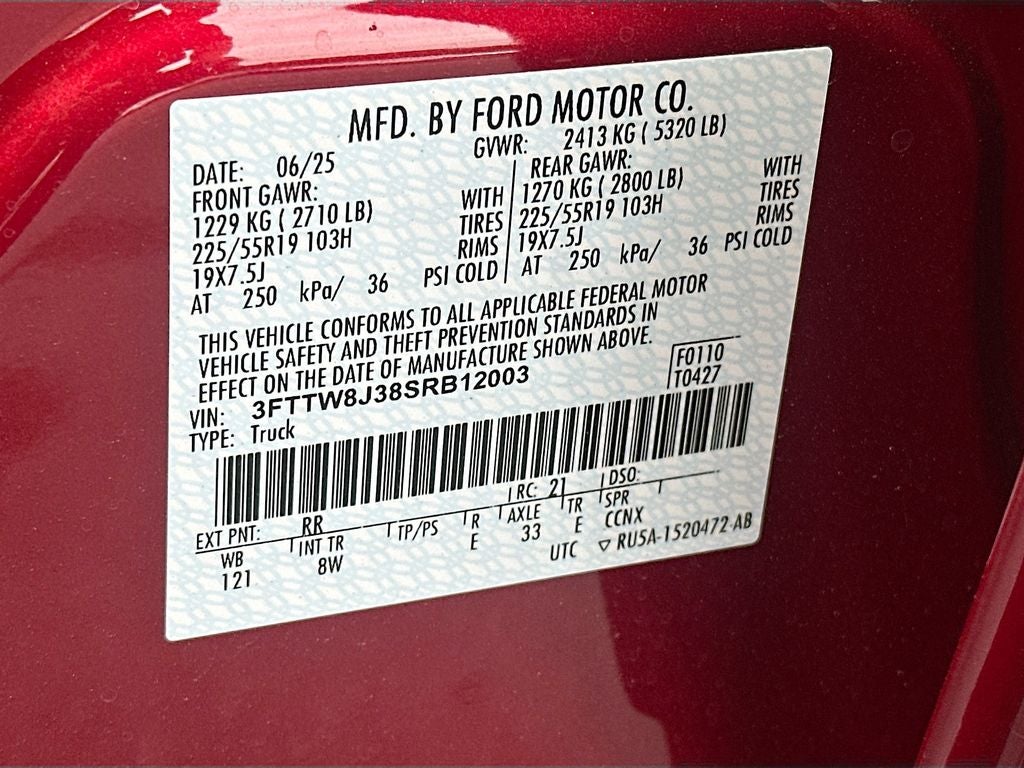 MFD. BY FORD MOTOR CO.
DATE: 06/25 GVWR: 2413 KG ( 5320 LB)
FRONT GAWR: REAR GAWR:
1229 KG ( 2710 LB) WITH 1270 KG ( 2800 LB) WITH
225/55R19 103H TIRES 225/55R19 103H TIRES
19X7.5J RIMS 19X7.5J RIMS
AT 250 kPa/ 36 PSI COLD AT 250 kPa/ 36 PSI COLD
THIS VEHICLE CONFORMS TO ALL APPLICABLE FEDERAL MOTOR
VEHICLE SAFETY AND THEFT PREVENTION STANDARDS IN
EFFECT ON THE DATE OF MANUFACTURE SHOWN ABOVE.
VIN: 3FTTW8J38SRB12003 F0110
TYPE: Truck T0427
EXT PNT: RR RC: 21 DSO:
WB INT TR TP/PS R AXLE TR SPR
121 8W E 33 E CCNX
UTC ▽ RU5A-1520472-AB